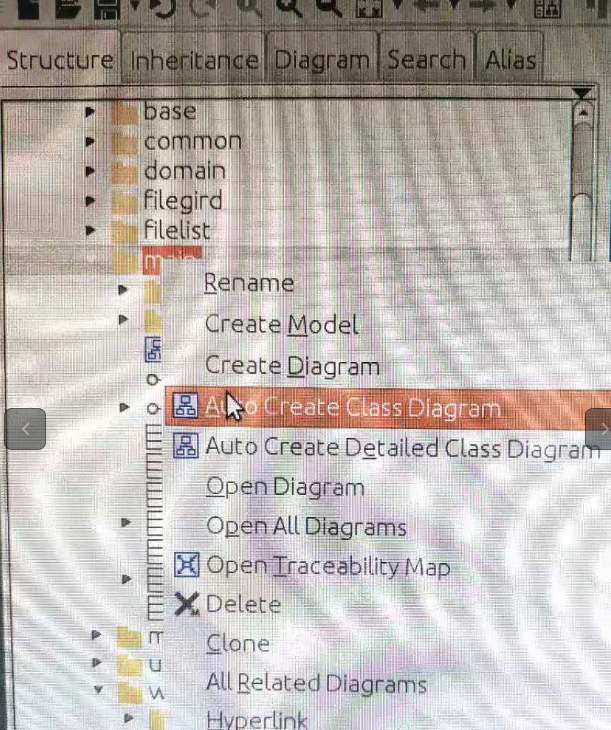 Structure Inheritance Diagram Search Alias
base
common
domain
filegird
filelist
Rename
Create Model
Create Diagram
Auto Create Class Diagram
Auto Create Detailed Class Diagram
Open Diagram
Open All Diagrams
Open Traceability Map
Delete
Clone
All Related Diagrams
Hyperlink